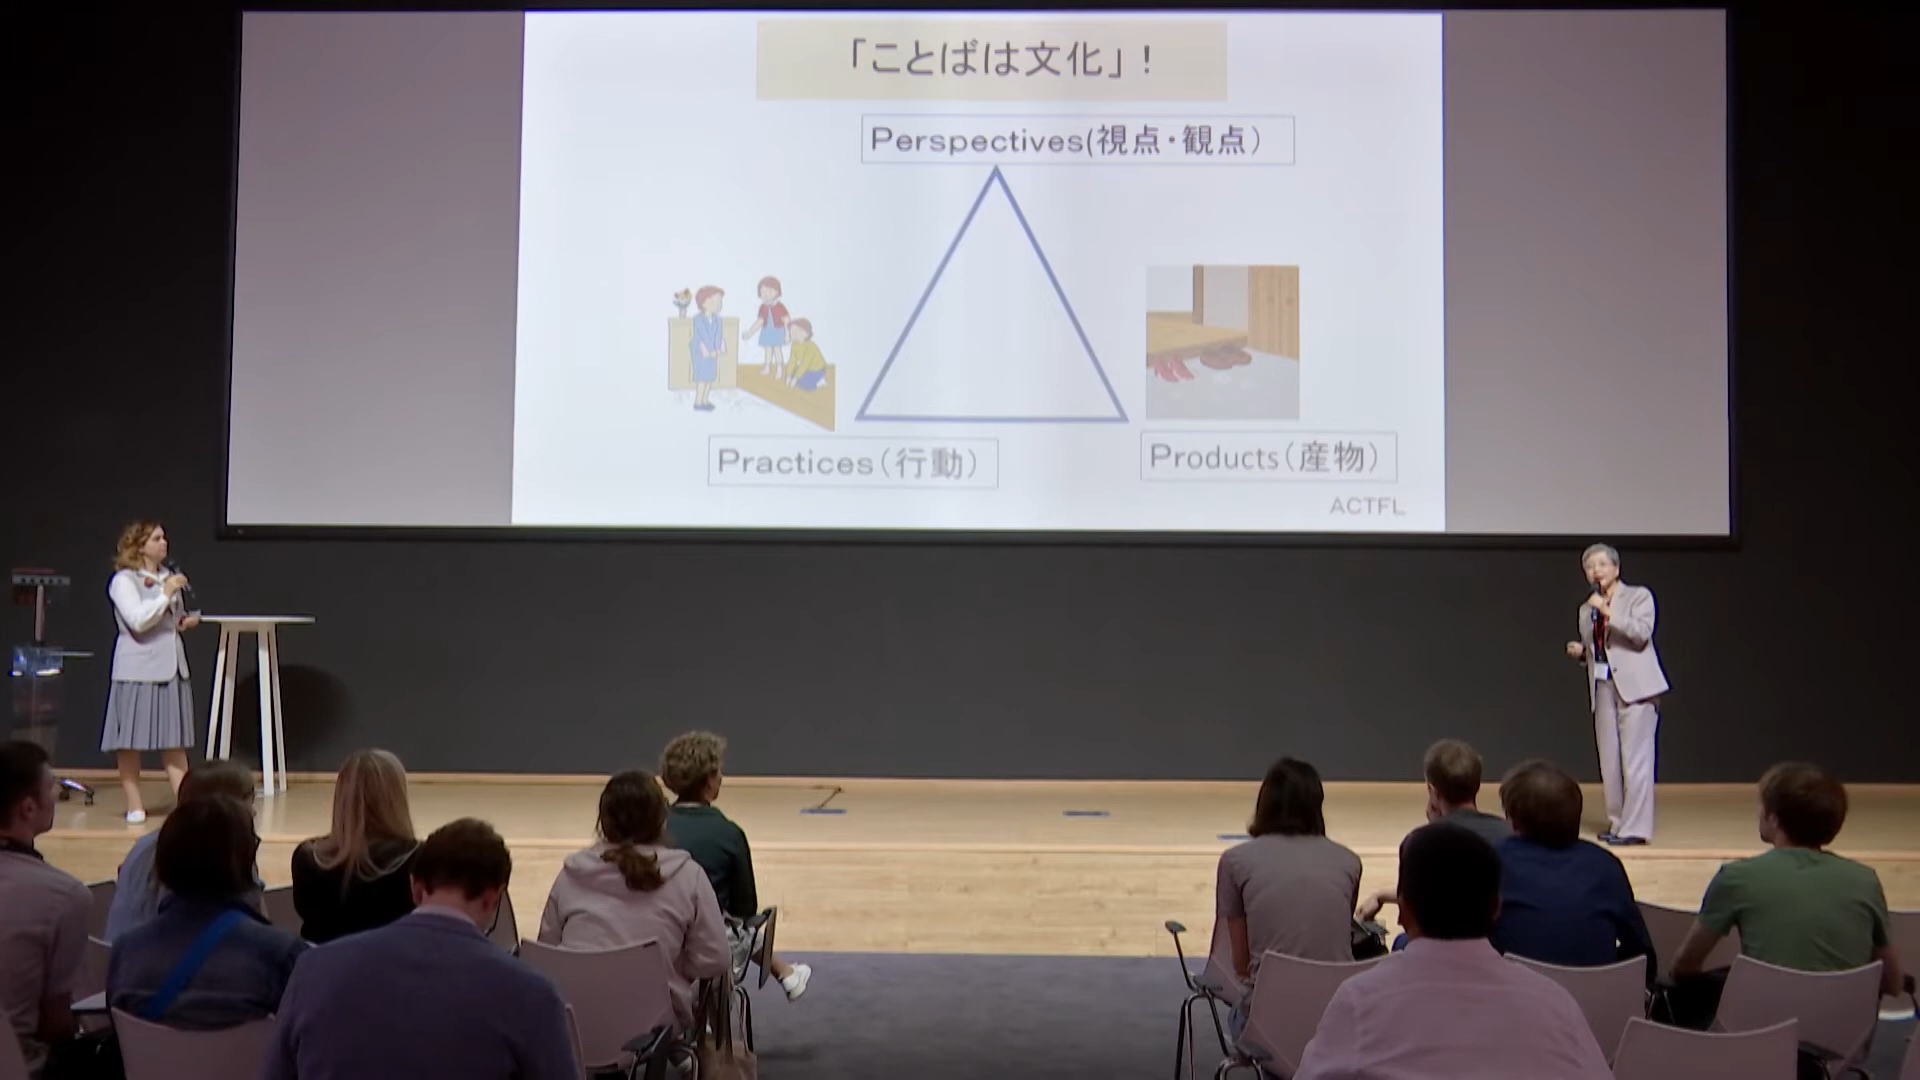 「ことばは文化」！
Perspectives(視点・観点）
Practices（行動）
Products（産物）
ACTFL